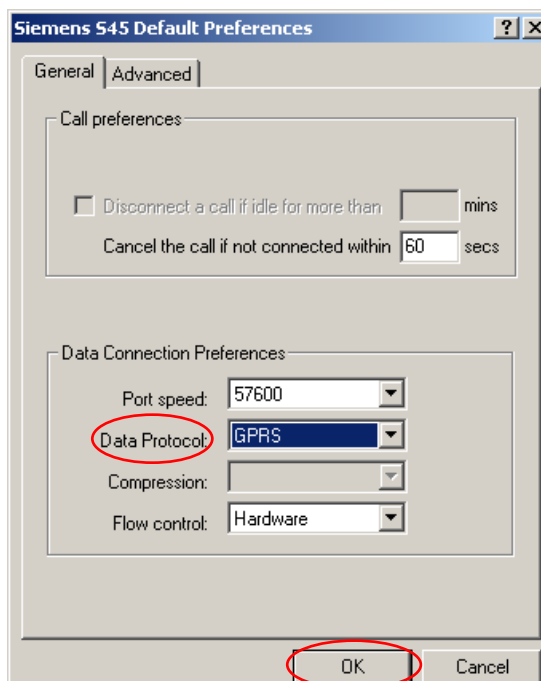 Siemens S45 Default Preferences
General Advanced
Call preferences
Disconnect a call if idle for more than mins
Cancel the call if not connected within 60 secs
Data Connection Preferences
Port speed: 57600
Data Protocol: GPRS
Compression:
Flow control: Hardware
OK Cancel